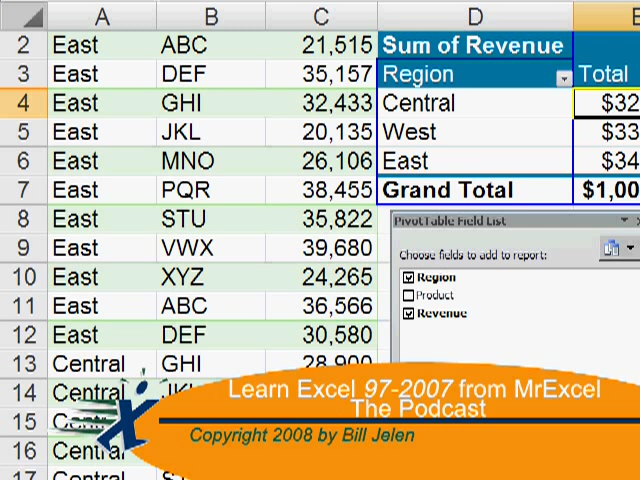 A B C D E
2 East ABC 21,515 Sum of Revenue
3 East DEF 35,157 Region Total
4 East GHI 32,433 Central $32
5 East JKL 20,135 West $33
6 East MNO 26,106 East $34
7 East PQR 38,455 Grand Total $1,00
8 East STU 35,822
PivotTable Field List
9 East VWX 39,680
Choose fields to add to report:
10 East XYZ 24,265
Region
Product
11 East ABC 36,566
Revenue
12 East DEF 30,580
13 Central GHI 28,900
14 Central
Learn Excel 97-2007 from MrExcel
The Podcast
15
Copyright 2008 by Bill Jelen
16 Central
17 Central